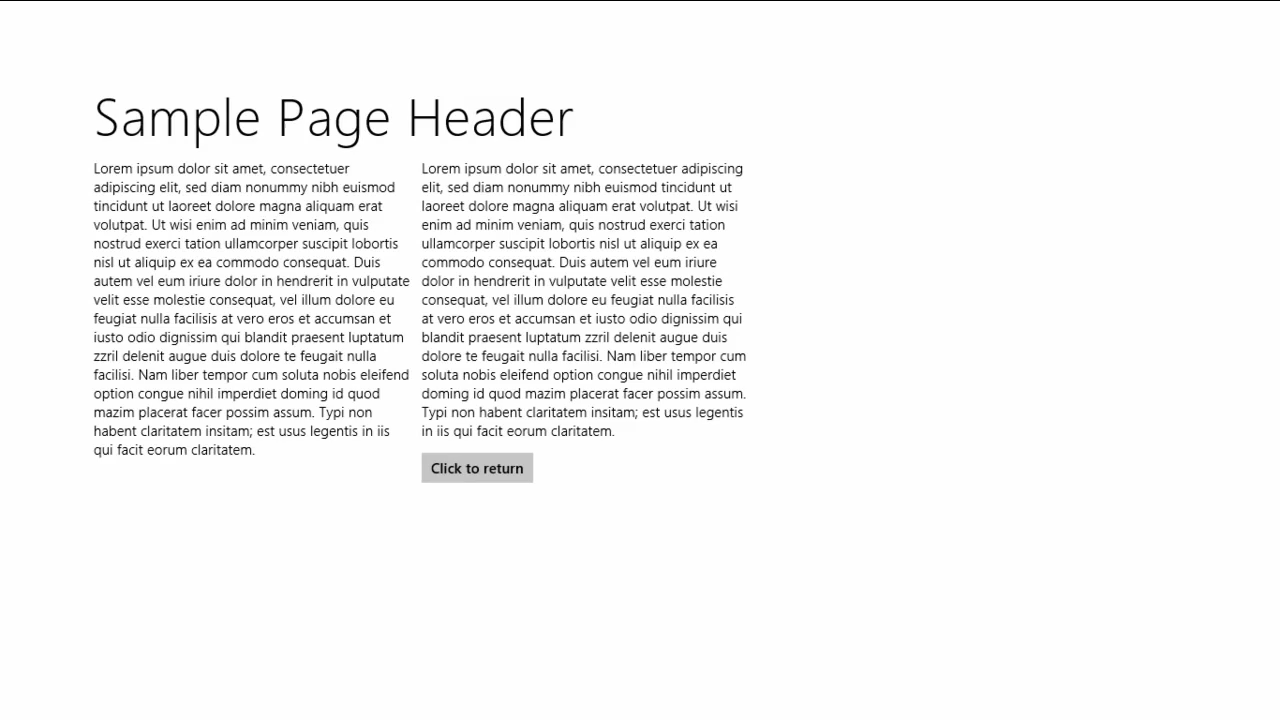 Sample Page Header
Lorem ipsum dolor sit amet, consectetuer
adipiscing elit, sed diam nonummy nibh euismod
tincidunt ut laoreet dolore magna aliquam erat
volutpat. Ut wisi enim ad minim veniam, quis
nostrud exerci tation ullamcorper suscipit lobortis
nisl ut aliquip ex ea commodo consequat. Duis
autem vel eum iriure dolor in hendrerit in vulputate
velit esse molestie consequat, vel illum dolore eu
feugiat nulla facilisis at vero eros et accumsan et
iusto odio dignissim qui blandit praesent luptatum
zzril delenit augue duis dolore te feugait nulla
facilisi. Nam liber tempor cum soluta nobis eleifend
option congue nihil imperdiet doming id quod
mazim placerat facer possim assum. Typi non
habent claritatem insitam; est usus legentis in iis
qui facit eorum claritatem.
Lorem ipsum dolor sit amet, consectetuer adipiscing
elit, sed diam nonummy nibh euismod tincidunt ut
laoreet dolore magna aliquam erat volutpat. Ut wisi
enim ad minim veniam, quis nostrud exerci tation
ullamcorper suscipit lobortis nisl ut aliquip ex ea
commodo consequat. Duis autem vel eum iriure
dolor in hendrerit in vulputate velit esse molestie
consequat, vel illum dolore eu feugiat nulla facilisis
at vero eros et accumsan et iusto odio dignissim qui
blandit praesent luptatum zzril delenit augue duis
dolore te feugait nulla facilisi. Nam liber tempor cum
soluta nobis eleifend option congue nihil imperdiet
doming id quod mazim placerat facer possim assum.
Typi non habent claritatem insitam; est usus legentis
in iis qui facit eorum claritatem.
Click to return